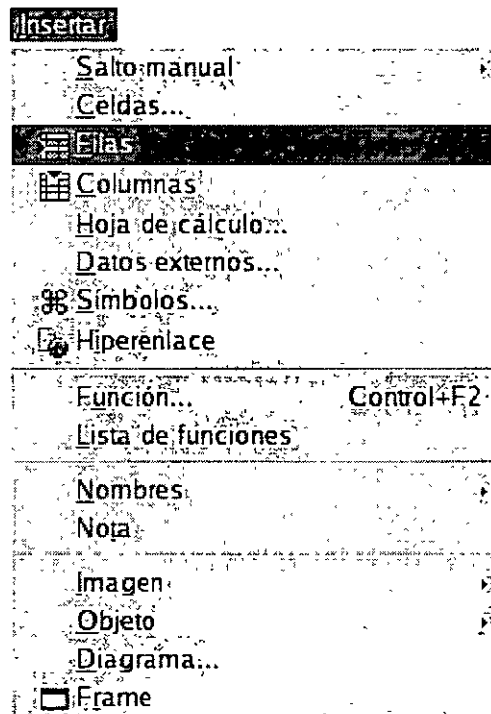 Insertar
Salto manual
Celdas...
Filas
Columnas
Hoja de cálculo...
Datos externos...
Símbolos...
Hiperenlace
Función... Control+F2
Lista de funciones
Nombres
Nota
Imagen
Objeto
Diagrama...
Frame